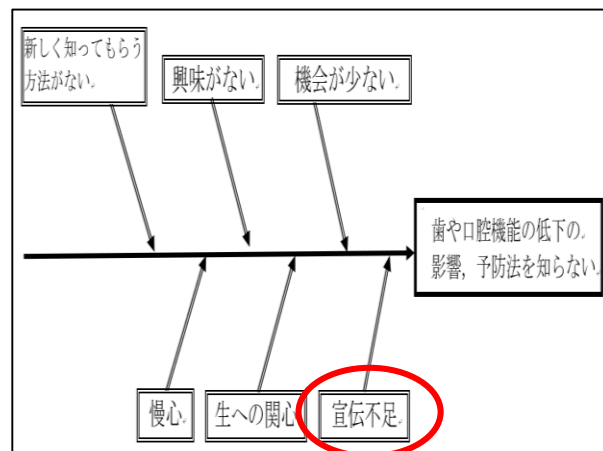 新しく知ってもらう
方法がない。
興味がない。
機会が少ない。
歯や口腔機能の低下の
影響，予防法を知らない。
慢心。
生への関心
宣伝不足。